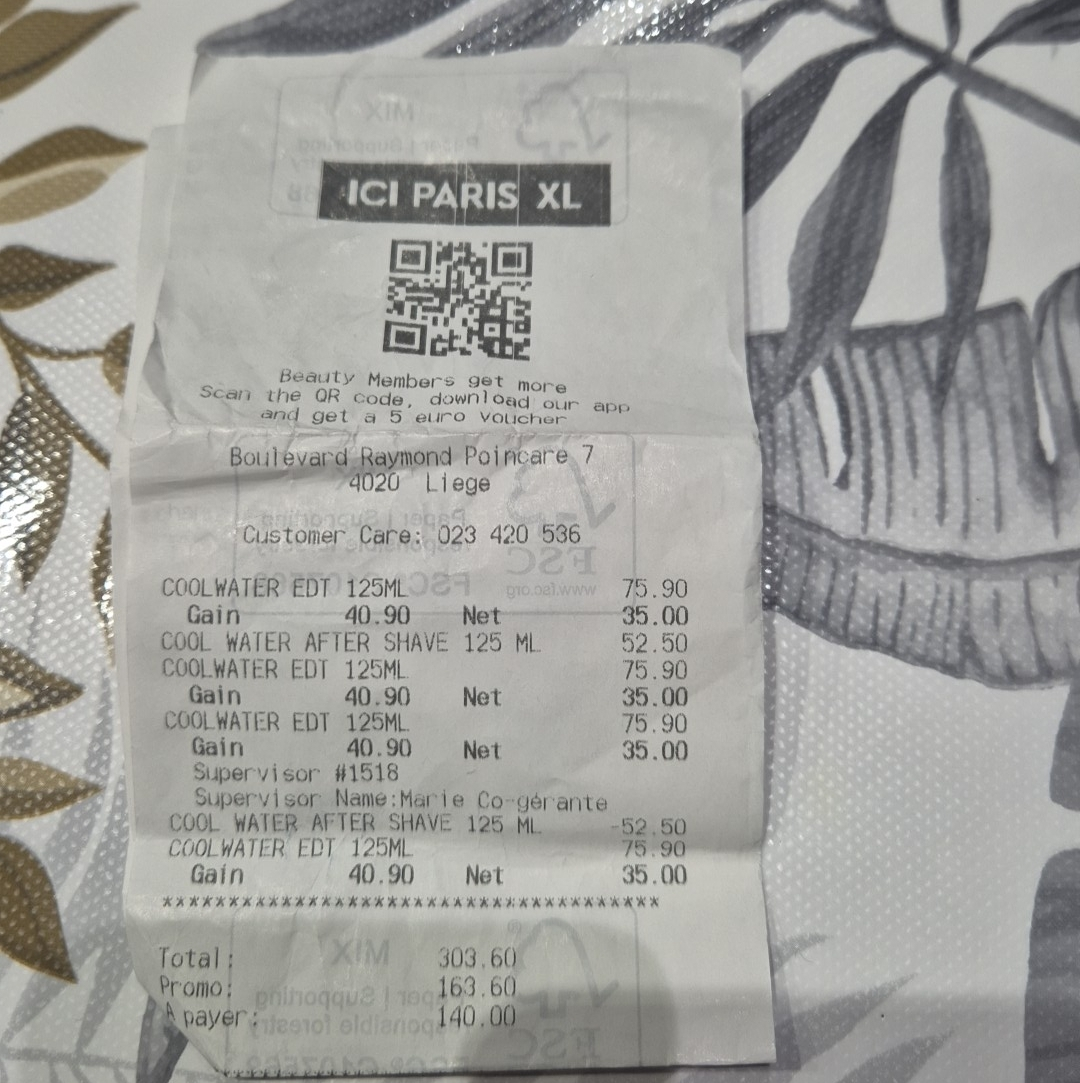 ICI PARIS XL
Beauty Members get more
Scan the QR code, download our app
and get a 5 euro voucher
Boulevard Raymond Poincare 7
4020 Liege
Customer Care: 023 420 536
COOLWATER EDT 125ML 75.90
Gain 40.90 Net 35.00
COOL WATER AFTER SHAVE 125 ML 52.50
COOLWATER EDT 125ML 75.90
Gain 40.90 Net 35.00
COOLWATER EDT 125ML 75.90
Gain 40.90 Net 35.00
Supervisor #1518
Supervisor Name:Marie Co-gérante
COOL WATER AFTER SHAVE 125 ML -52.50
COOLWATER EDT 125ML 75.90
Gain 40.90 Net 35.00
**************************************
Total: 303.60
Promo: 163.60
A payer: 140.00